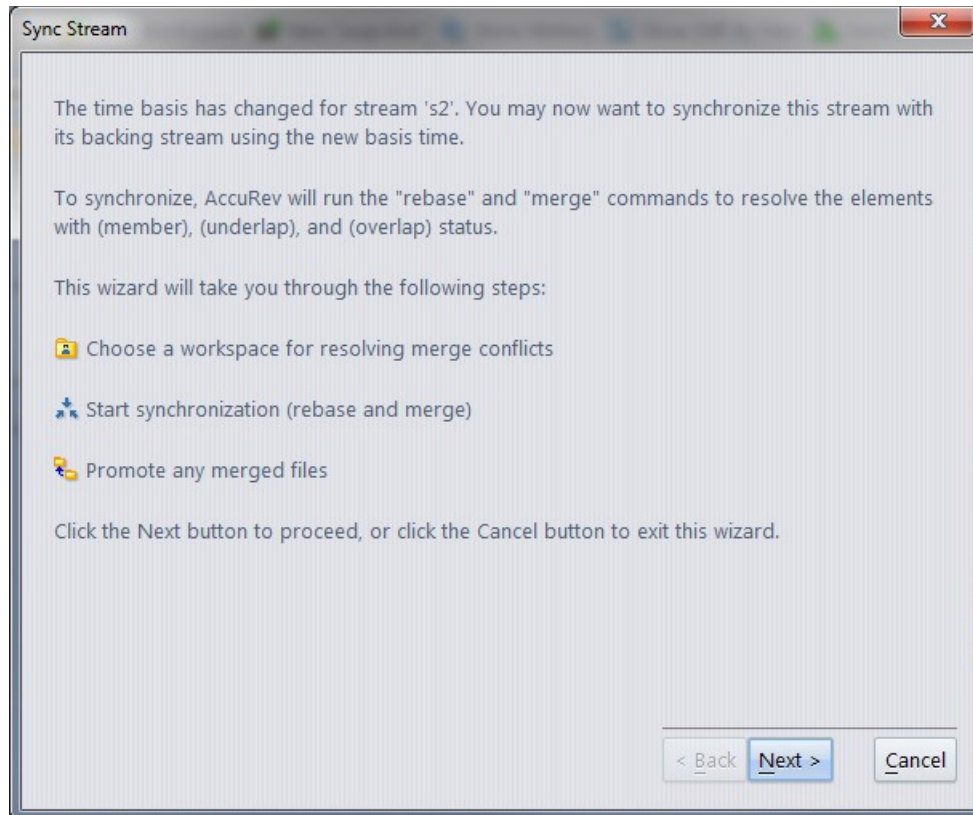 Sync Stream
The time basis has changed for stream 's2'. You may now want to synchronize this stream with
its backing stream using the new basis time.
To synchronize, AccuRev will run the "rebase" and "merge" commands to resolve the elements
with (member), (underlap), and (overlap) status.
This wizard will take you through the following steps:
Choose a workspace for resolving merge conflicts
Start synchronization (rebase and merge)
Promote any merged files
Click the Next button to proceed, or click the Cancel button to exit this wizard.
< Back Next > Cancel